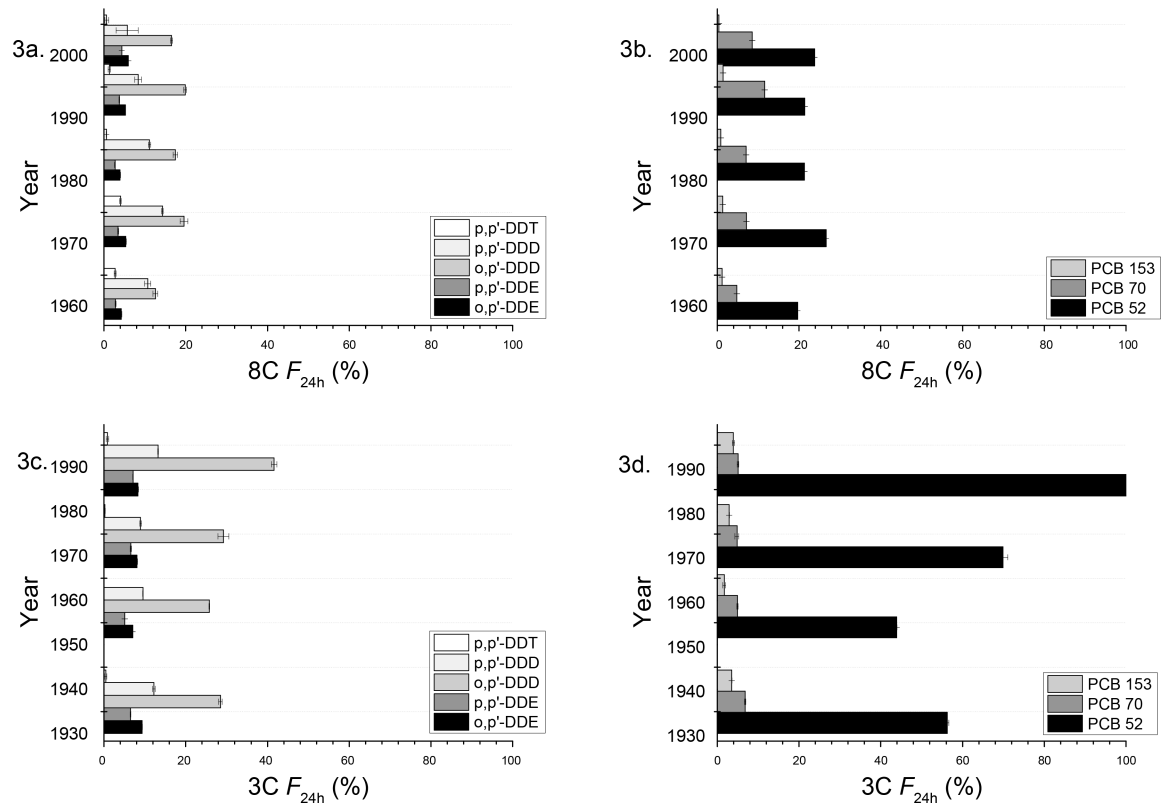 3a.
2000
1990
1980
1970
1960
Year
p,p'-DDT
p,p'-DDD
o,p'-DDD
p,p'-DDE
o,p'-DDE
0 20 40 60 80 100
8C F24h (%)
3b.
2000
1990
1980
1970
1960
Year
PCB 153
PCB 70
PCB 52
0 20 40 60 80 100
8C F24h (%)
3c.
1990
1980
1970
1960
1950
1940
1930
Year
p,p'-DDT
p,p'-DDD
o,p'-DDD
p,p'-DDE
o,p'-DDE
0 20 40 60 80 100
3C F24h (%)
3d.
1990
1980
1970
1960
1950
1940
1930
Year
PCB 153
PCB 70
PCB 52
0 20 40 60 80 100
3C F24h (%)